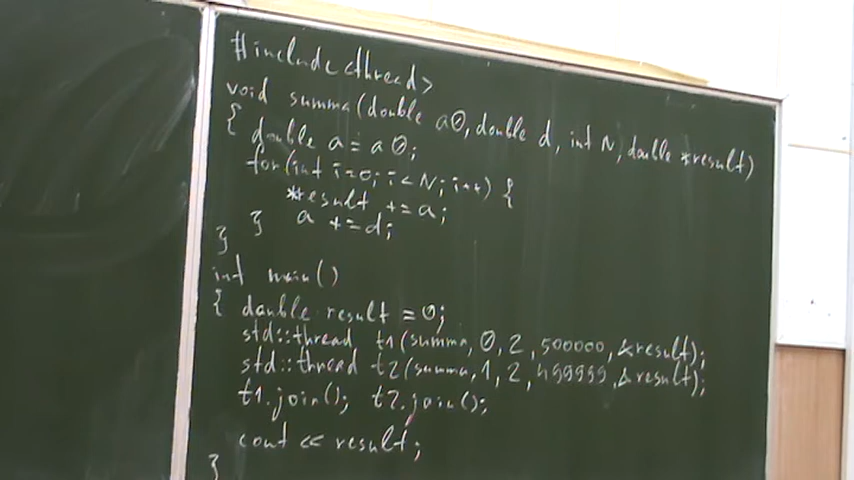 #include <thread>
void summa(double a0, double d, int N, double *result)
{ double a = a0;
for(int i=0; i<N; i++) {
*result += a;
a += d;
}
}
int main()
{ double result = 0;
std::thread t1(summa, 0, 2, 500000, &result);
std::thread t2(summa, 1, 2, 499999, &result);
t1.join(); t2.join();
cout << result;
}